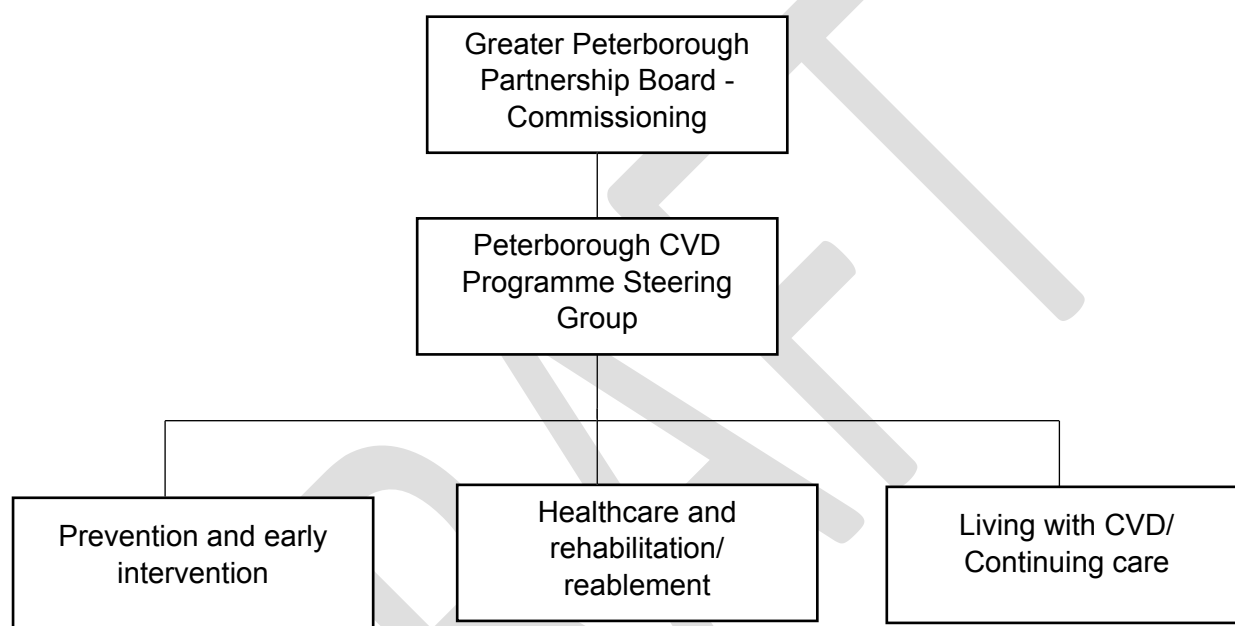 Greater Peterborough
Partnership Board -
Commissioning
Peterborough CVD
Programme Steering
Group
Prevention and early
intervention
Healthcare and
rehabilitation/
reablement
Living with CVD/
Continuing care
DRAFT